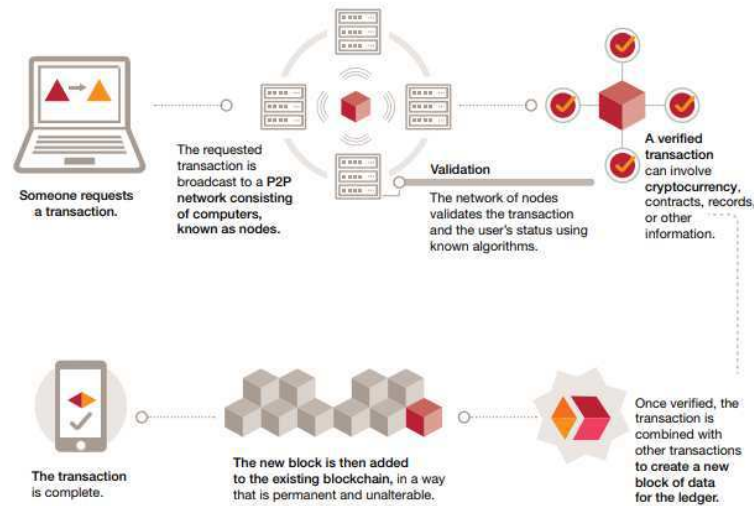 Someone requests
a transaction.
The requested
transaction is
broadcast to a P2P
network consisting
of computers,
known as nodes.
Validation
The network of nodes
validates the transaction
and the user's status using
known algorithms.
A verified
transaction
can involve
cryptocurrency,
contracts, records,
or other
information.
Once verified, the
transaction is
combined with
other transactions
to create a new
block of data
for the ledger.
The new block is then added
to the existing blockchain, in a way
that is permanent and unalterable.
The transaction
is complete.